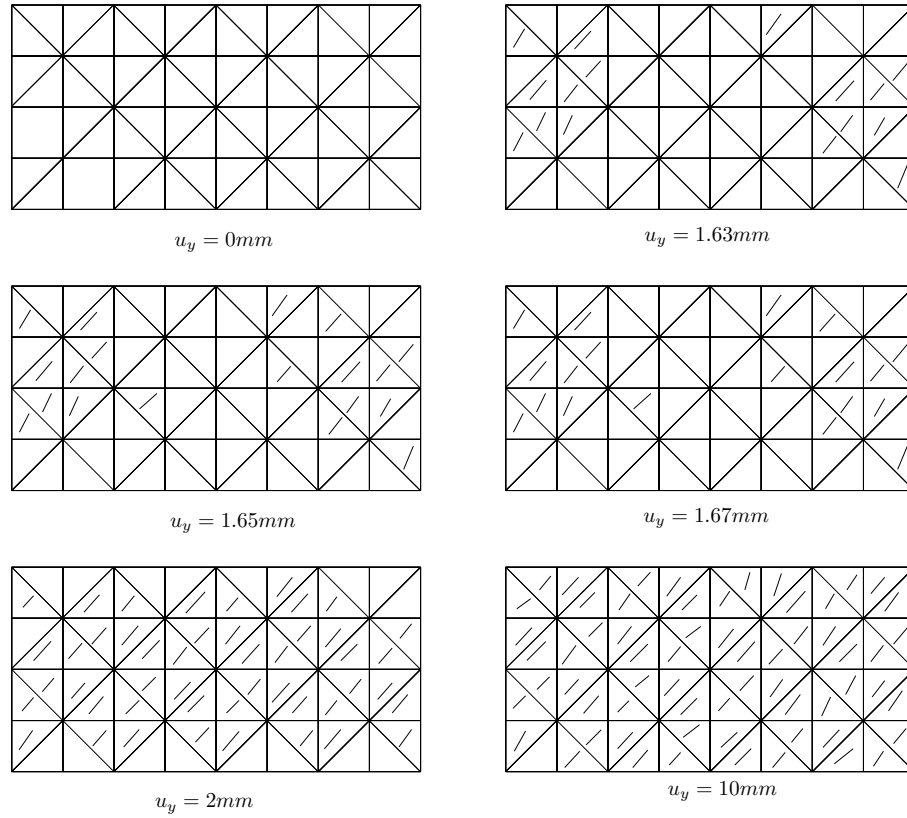 u_y = 0mm
u_y = 1.63mm
u_y = 1.65mm
u_y = 1.67mm
u_y = 2mm
u_y = 10mm